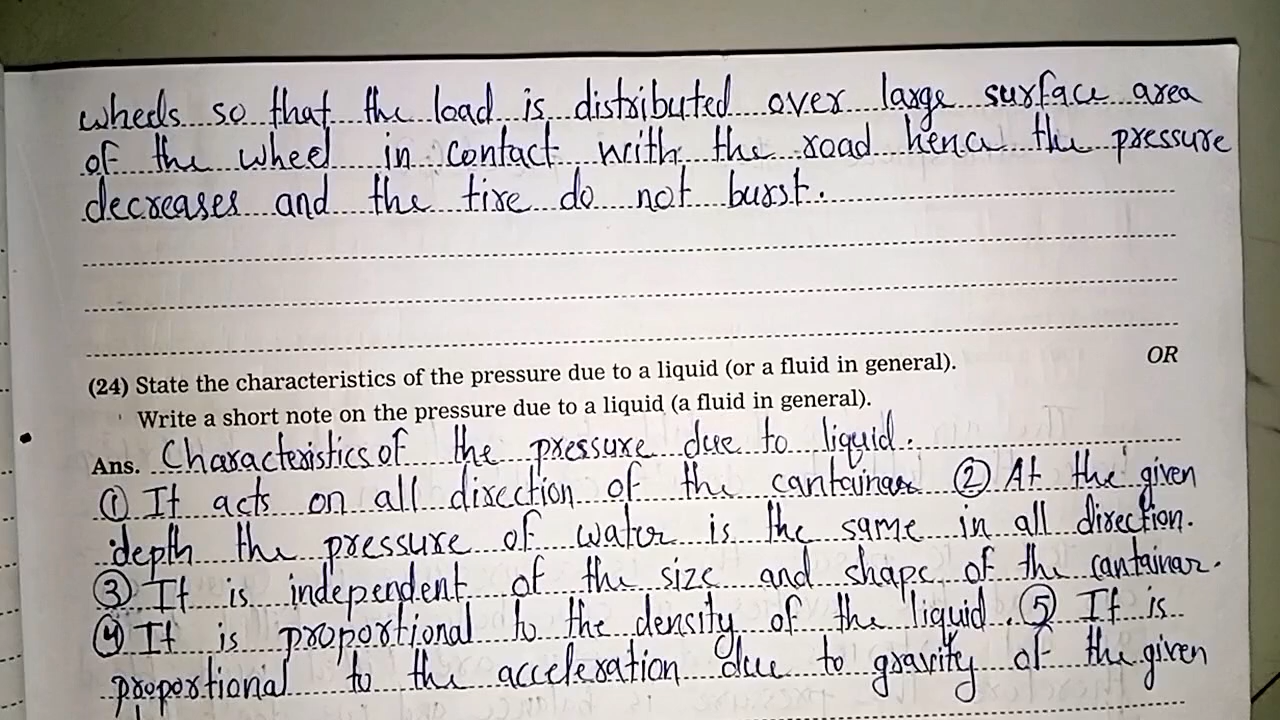 wheels so that the load is distributed over large surface area
of the wheel in contact with the road hence the pressure
decreases and the tire do not burst.
OR
(24) State the characteristics of the pressure due to a liquid (or a fluid in general).
Write a short note on the pressure due to a liquid (a fluid in general).
Ans. Characteristics of the pressure due to liquid.
① It acts on all direction of the cantainar ② At the given
depth the pressure of water is the same in all direction.
③ It is independent of the size and shape of the cantainar.
④ It is proportional to the density of the liquid. ⑤ It is
proportional to the acceleration due to gravity of the given